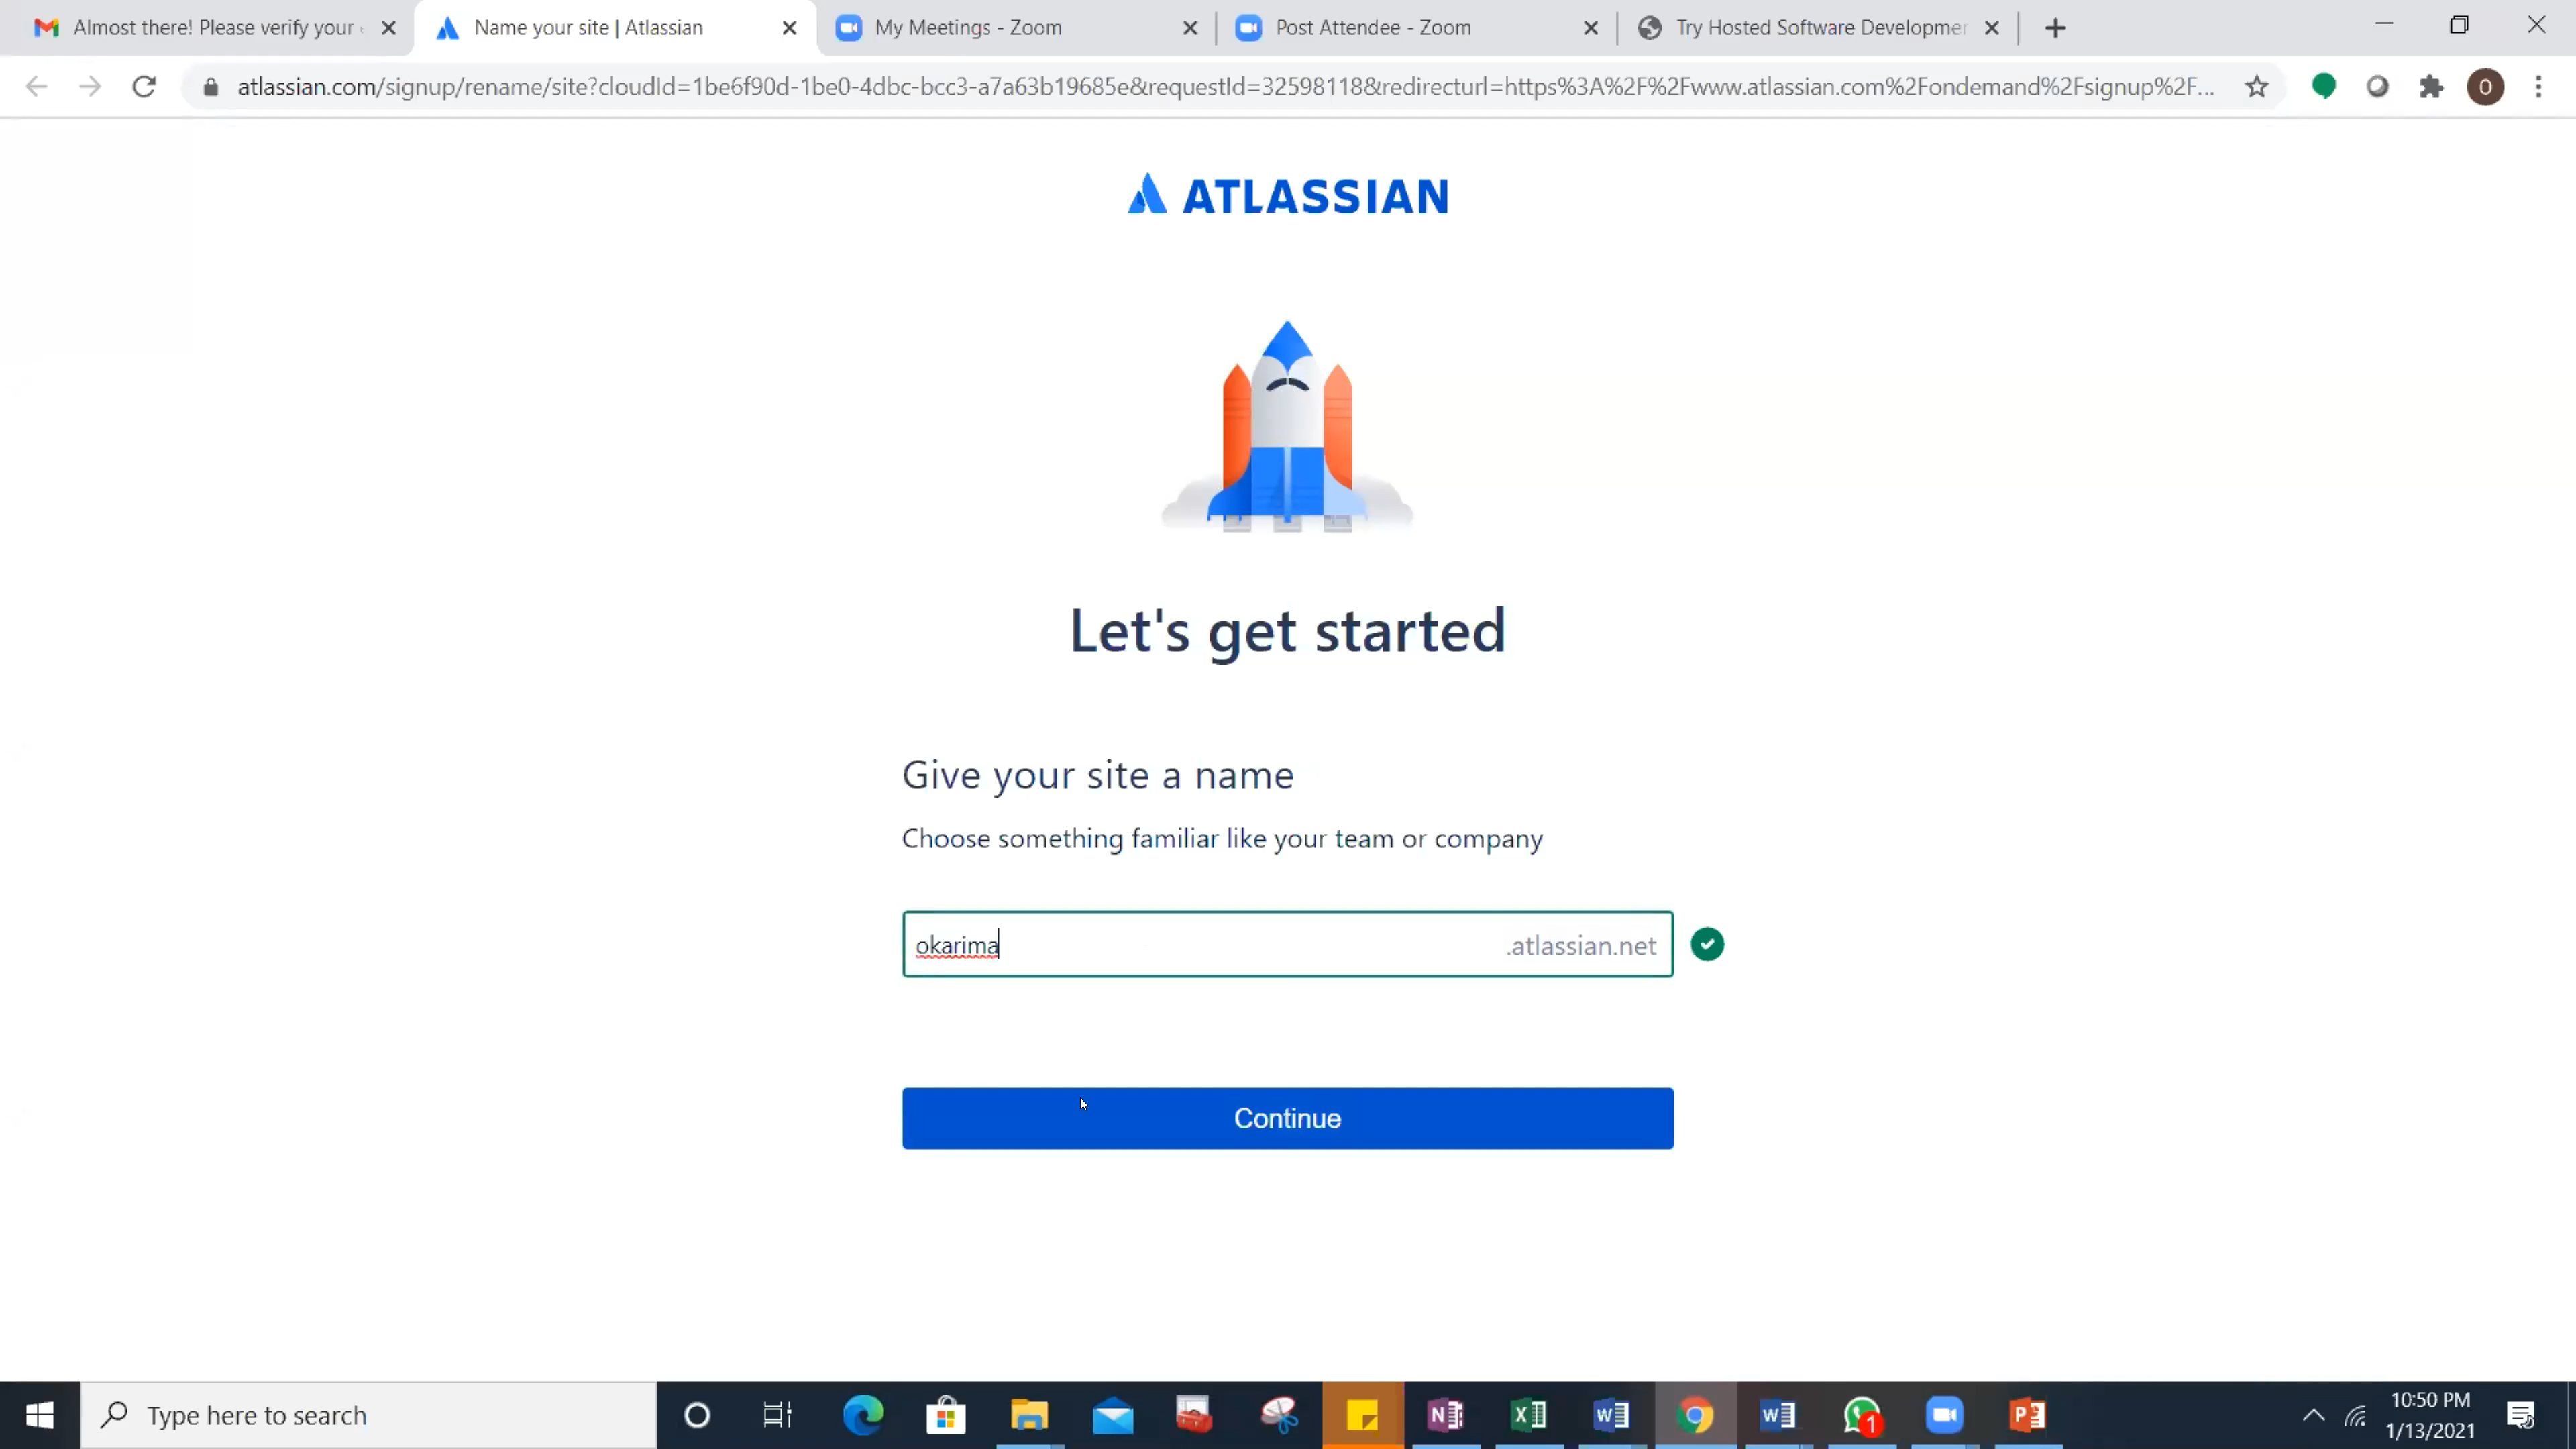 Almost there! Please verify your
Name your site | Atlassian
My Meetings - Zoom
Post Attendee - Zoom
Try Hosted Software Developmen
atlassian.com/signup/rename/site?cloudId=1be6f90d-1be0-4dbc-bcc3-a7a63b19685e&requestId=32598118&redirecturl=https%3A%2F%2Fwww.atlassian.com%2Fondemand%2Fsignup%2F...
O
ATLASSIAN
Let's get started
Give your site a name
Choose something familiar like your team or company
okarima .atlassian.net
Continue
Type here to search
1
10:50 PM
1/13/2021